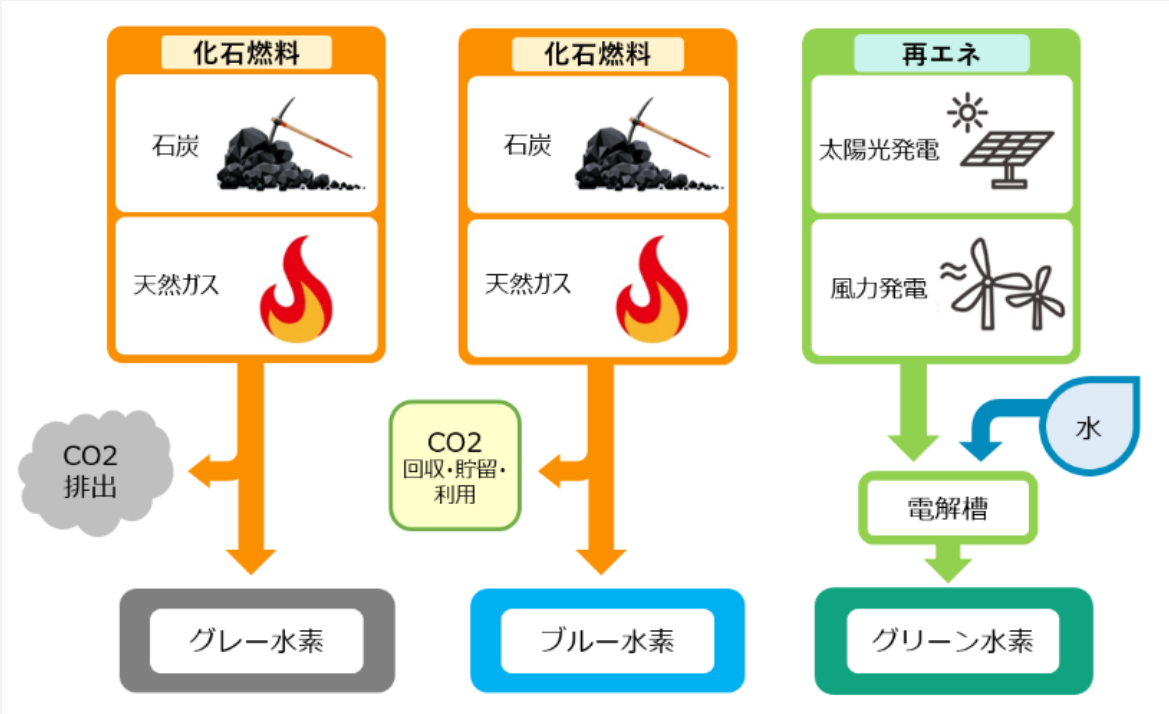 化石燃料
石炭
天然ガス
CO2
排出
グレー水素
化石燃料
石炭
天然ガス
CO2
回収・貯留・
利用
ブルー水素
再エネ
太陽光発電
風力発電
水
電解槽
グリーン水素